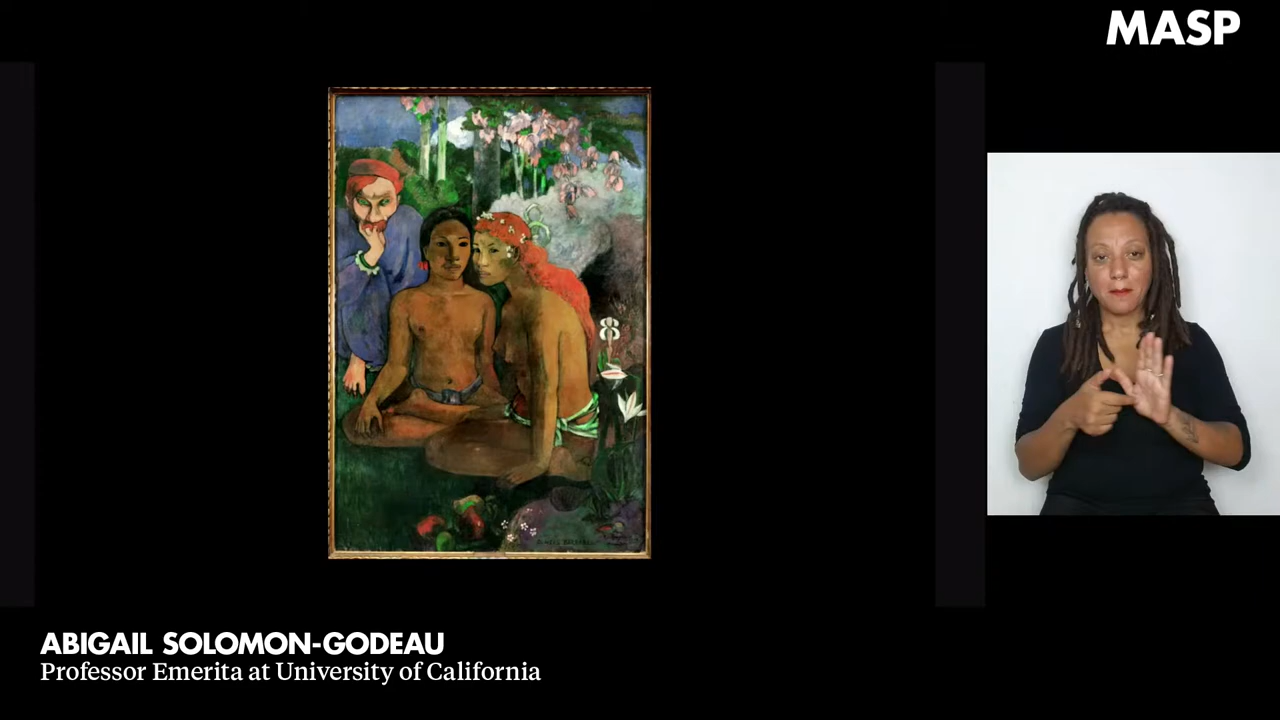 MASP
ABIGAIL SOLOMON-GODEAU
Professor Emerita at University of California